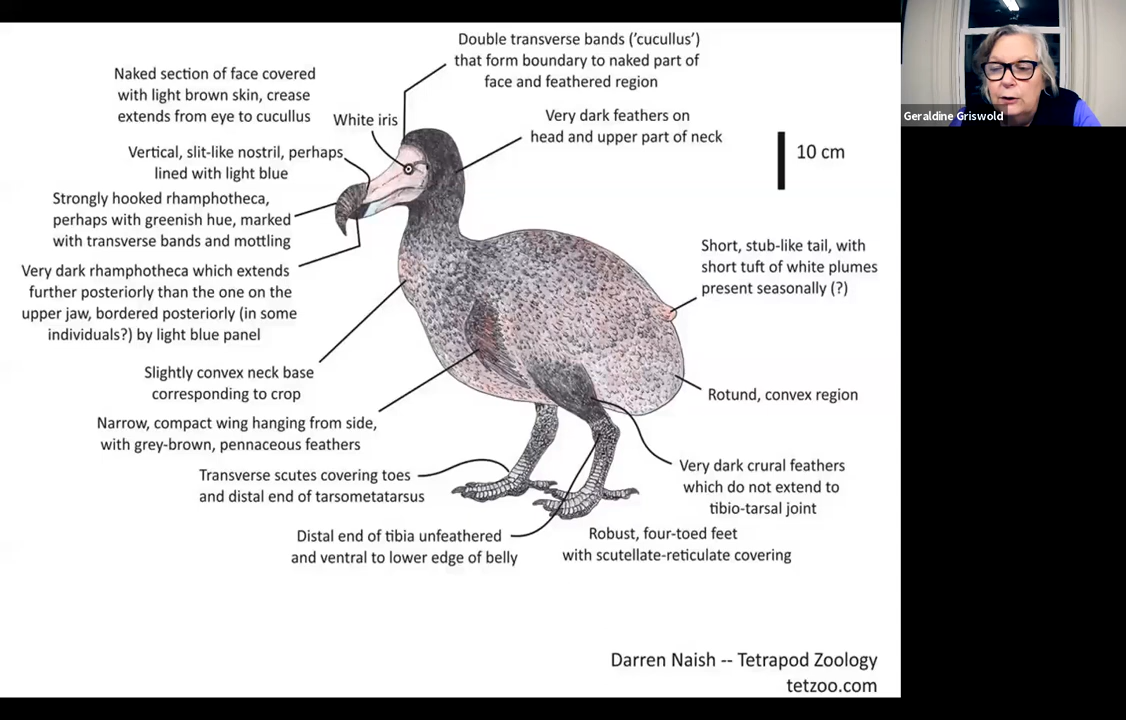 Double transverse bands ('cucullus')
that form boundary to naked part of
face and feathered region
Naked section of face covered
with light brown skin, crease
extends from eye to cucullus
White iris
Very dark feathers on
head and upper part of neck
Vertical, slit-like nostril, perhaps
lined with light blue
10 cm
Strongly hooked rhamphotheca,
perhaps with greenish hue, marked
with transverse bands and mottling
Very dark rhamphotheca which extends
further posteriorly than the one on the
upper jaw, bordered posteriorly (in some
individuals?) by light blue panel
Short, stub-like tail, with
short tuft of white plumes
present seasonally (?)
Slightly convex neck base
corresponding to crop
Rotund, convex region
Narrow, compact wing hanging from side,
with grey-brown, pennaceous feathers
Transverse scutes covering toes
and distal end of tarsometatarsus
Very dark crural feathers
which do not extend to
tibio-tarsal joint
Distal end of tibia unfeathered
and ventral to lower edge of belly
Robust, four-toed feet
with scutellate-reticulate covering
Darren Naish -- Tetrapod Zoology
tetzoo.com
Geraldine Griswold